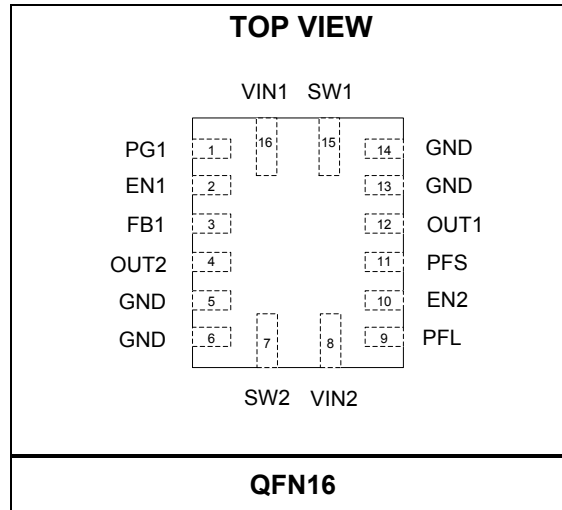 TOP VIEW
VIN1 SW1
16 15
PG1 1 14 GND
EN1 2 13 GND
FB1 3 12 OUT1
OUT2 4 11 PFS
GND 5 10 EN2
GND 6 7 8 9 PFL
SW2 VIN2
QFN16